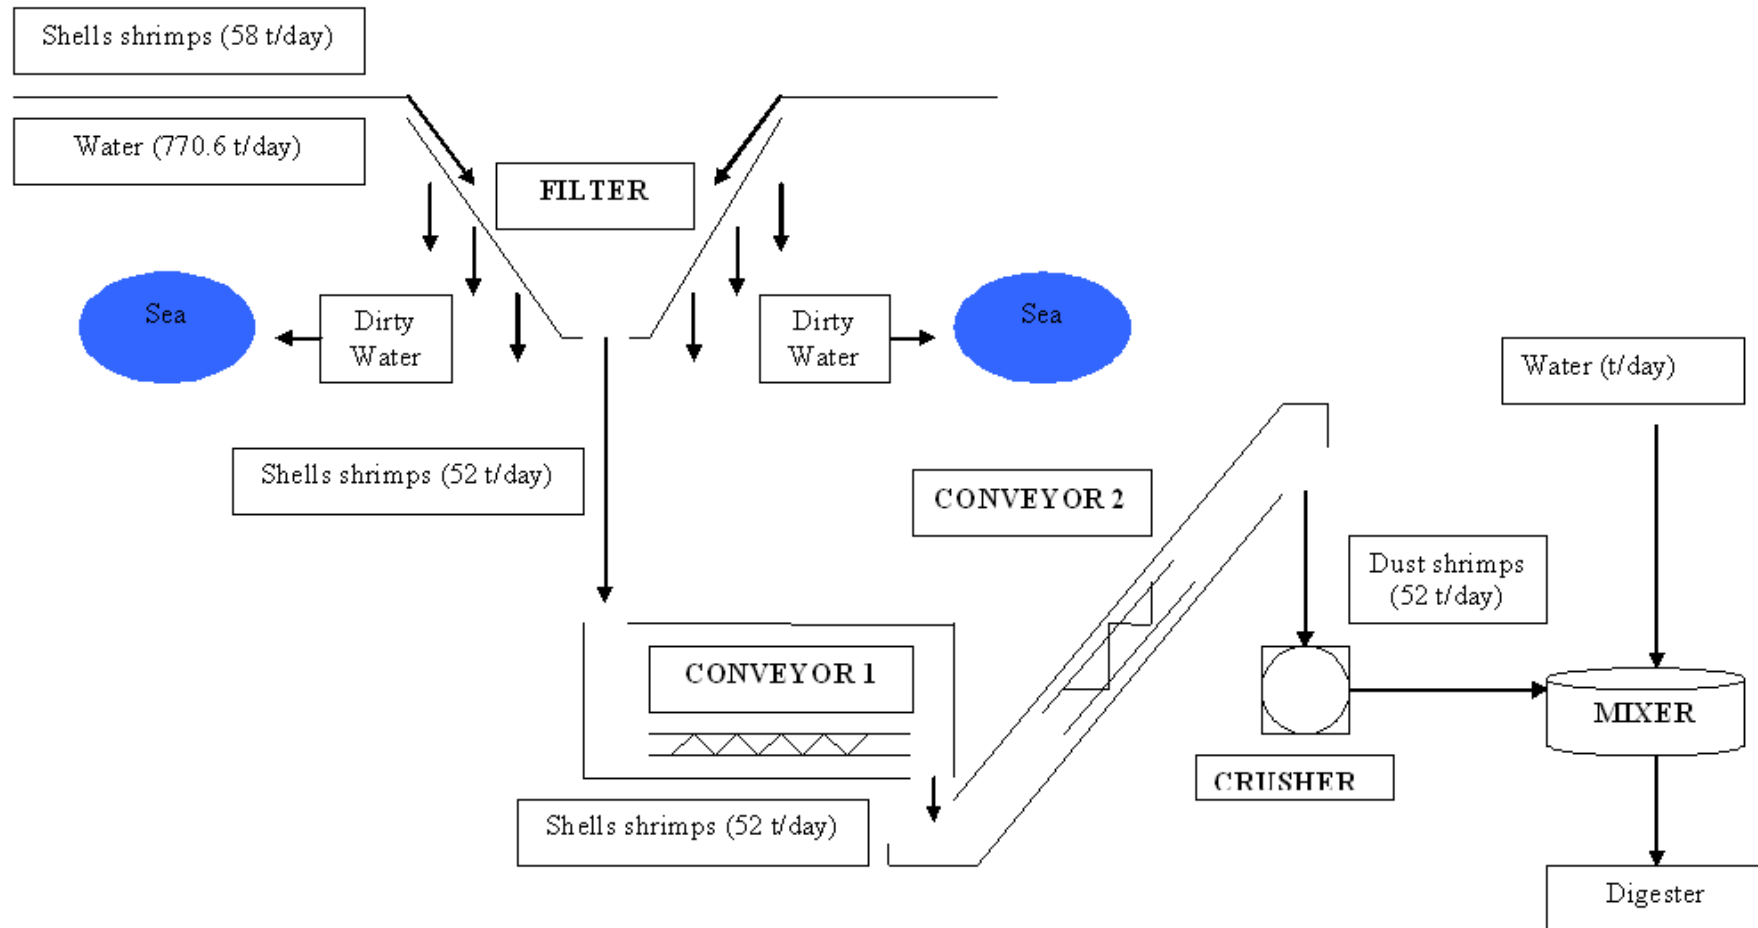 Shells shrimps (58 t/day)
Water (770.6 t/day)
FILTER
Sea
Dirty
Water
Dirty
Water
Sea
Water (t/day)
Shells shrimps (52 t/day)
CONVEYOR 2
Dust shrimps
(52 t/day)
CONVEYOR 1
MIXER
CRUSHER
Shells shrimps (52 t/day)
Digester